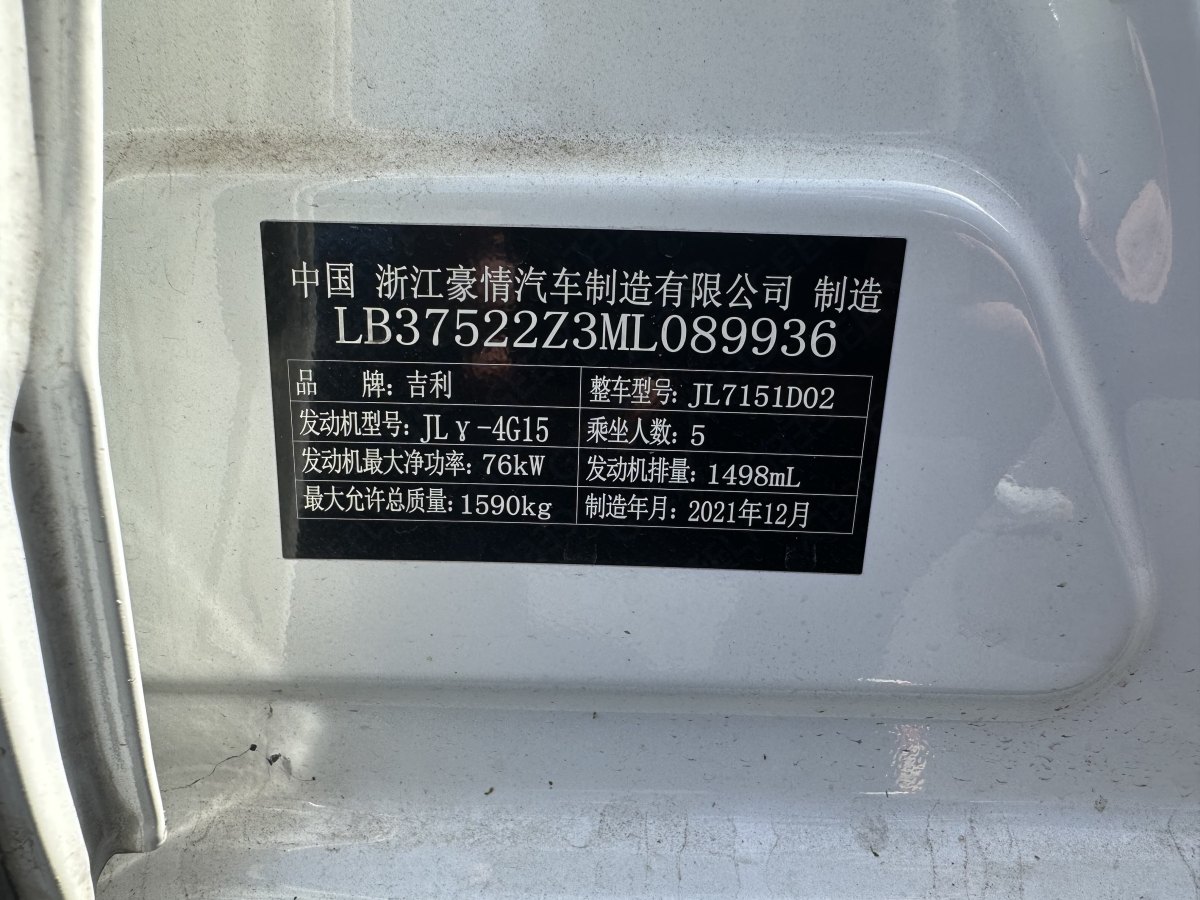 中国 浙江豪情汽车制造有限公司 制造
LB37522Z3ML089936
品 牌: 吉利 整车型号: JL7151D02
发动机型号: JLγ-4G15 乘坐人数: 5
发动机最大净功率: 76kW 发动机排量: 1498mL
最大允许总质量: 1590kg 制造年月: 2021年12月